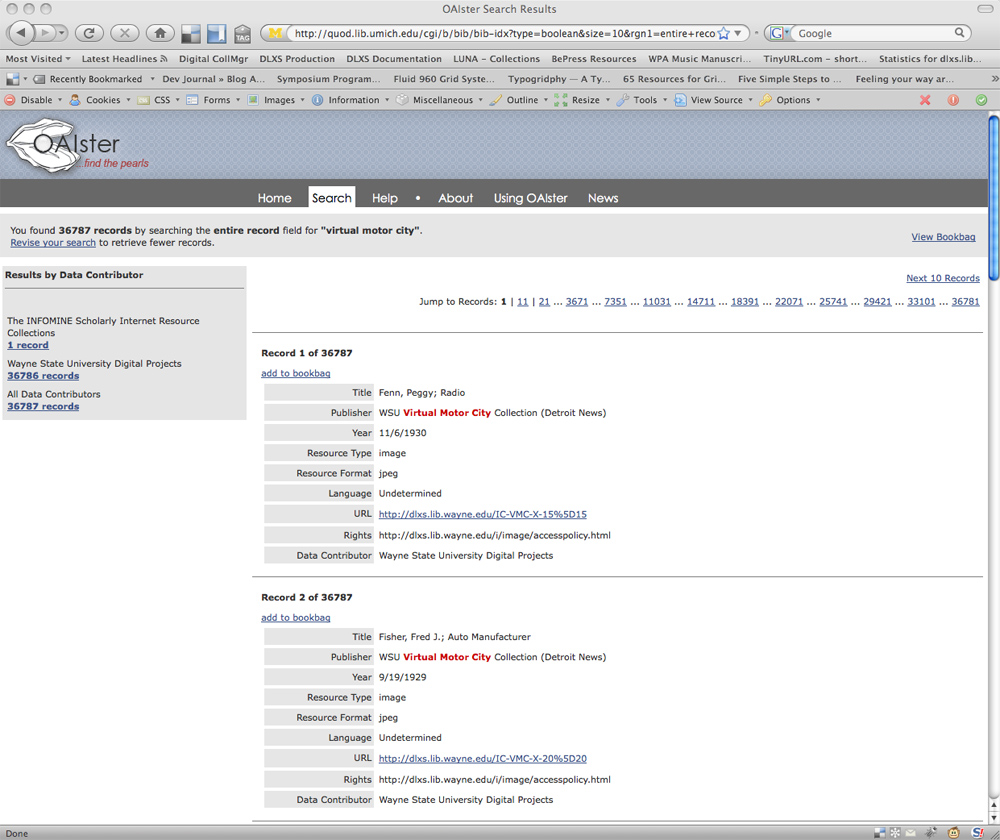 OAIster Search Results
http://quod.lib.umich.edu/cgi/b/bib/bib-idx?type=boolean&size=10&rgn1=entire+reco
Google
TAG
Most Visited Latest Headlines Digital CollMgr DLXS Production DLXS Documentation LUNA – Collections BePress Resources WPA Music Manuscri... TinyURL.com – short... Statistics for dlxs.lib...
Recently Bookmarked Dev Journal » Blog A... Symposium Program... Fluid 960 Grid Syste... Typogridphy — A Ty... 65 Resources for Gri... Five Simple Steps to ... Feeling your way ar... »
Disable Cookies CSS Forms Images Information Miscellaneous Outline Resize Tools View Source Options
OAIster
...find the pearls
Home Search Help • About Using OAIster News
You found 36787 records by searching the entire record field for "virtual motor city".
Revise your search to retrieve fewer records.
View Bookbag
Results by Data Contributor
The INFOMINE Scholarly Internet Resource
Collections
1 record
Wayne State University Digital Projects
36786 records
All Data Contributors
36787 records
Next 10 Records
Jump to Records: 1 | 11 | 21 ... 3671 ... 7351 ... 11031 ... 14711 ... 18391 ... 22071 ... 25741 ... 29421 ... 33101 ... 36781
Record 1 of 36787
add to bookbag
Title Fenn, Peggy; Radio
Publisher WSU Virtual Motor City Collection (Detroit News)
Year 11/6/1930
Resource Type image
Resource Format jpeg
Language Undetermined
URL http://dlxs.lib.wayne.edu/IC-VMC-X-15%5D15
Rights http://dlxs.lib.wayne.edu/i/image/accesspolicy.html
Data Contributor Wayne State University Digital Projects
Record 2 of 36787
add to bookbag
Title Fisher, Fred J.; Auto Manufacturer
Publisher WSU Virtual Motor City Collection (Detroit News)
Year 9/19/1929
Resource Type image
Resource Format jpeg
Language Undetermined
URL http://dlxs.lib.wayne.edu/IC-VMC-X-20%5D20
Rights http://dlxs.lib.wayne.edu/i/image/accesspolicy.html
Data Contributor Wayne State University Digital Projects
Done